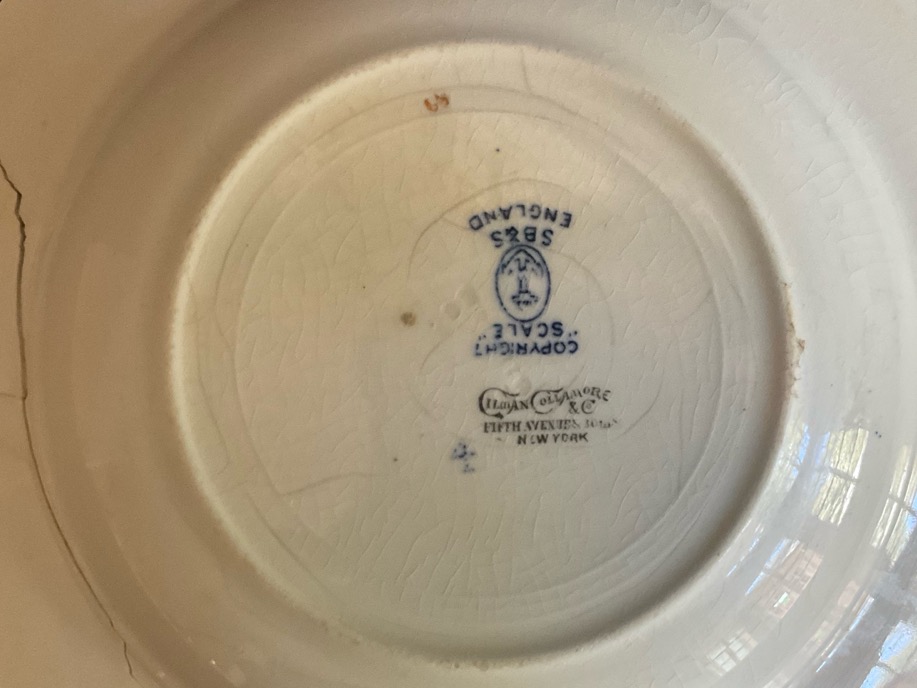 ENGLAND
SB&S
"SCALE"
COPYRIGHT
GILMAN COLLAMORE
& Co
FIFTH AVENUE &
NEW YORK